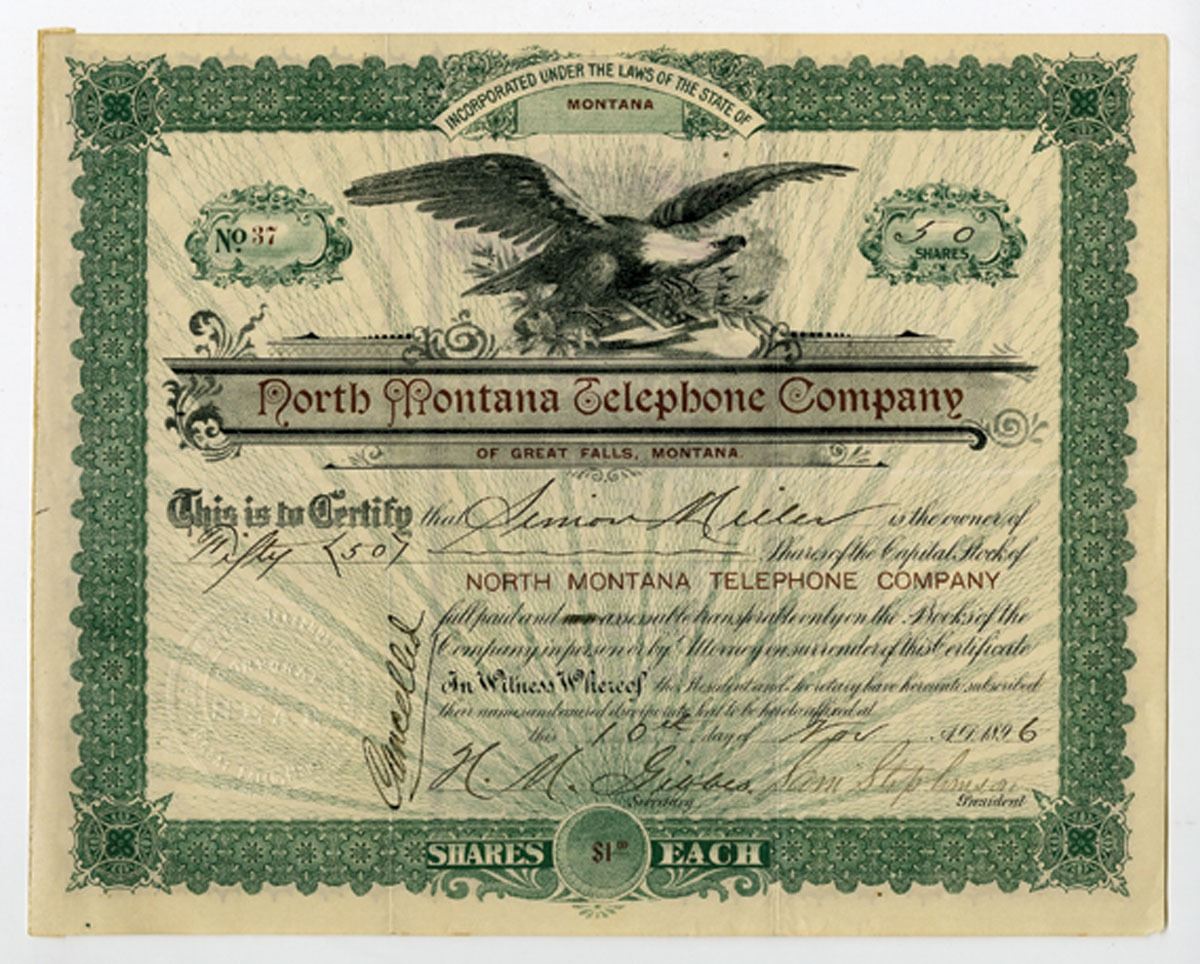 INCORPORATED UNDER THE LAWS OF THE STATE OF
MONTANA
No. 37
50
SHARES
North Montana Telephone Company
OF GREAT FALLS, MONTANA.
This is to Certify that Simon Miller is the owner of
Fifty (50) Shares of the Capital Stock of
NORTH MONTANA TELEPHONE COMPANY
full paid and assessable transferable only on the Books of the
Company in person or by Attorney on surrender of this Certificate
In Witness Whereof the President and Secretary have hereunto subscribed
their names and caused its corporate Seal to be hereto affixed at
this 10th day of Nov A.D. 1896
Cancelled
H. M. Gibbes Sam Stephenson
Secretary President
SHARES $1.00 EACH